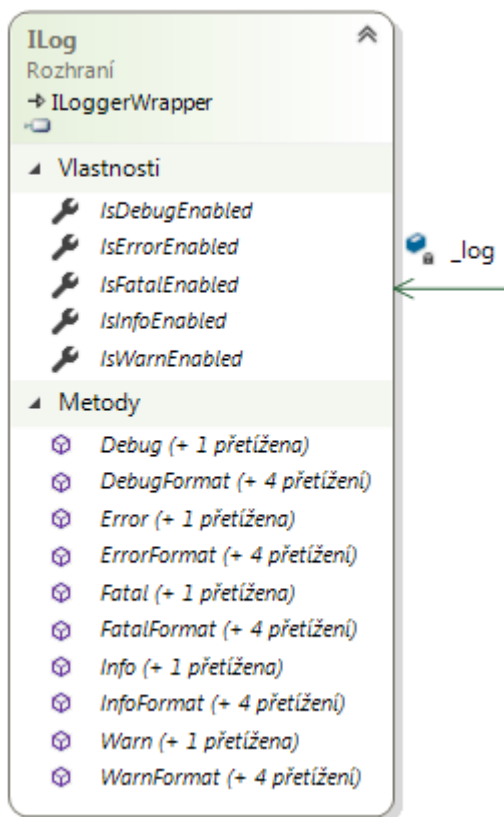 ILog
Rozhraní
ILoggerWrapper
Vlastnosti
IsDebugEnabled
IsErrorEnabled
IsFatalEnabled
IsInfoEnabled
IsWarnEnabled
Metody
Debug (+ 1 přetížena)
DebugFormat (+ 4 přetížení)
Error (+ 1 přetížena)
ErrorFormat (+ 4 přetížení)
Fatal (+ 1 přetížena)
FatalFormat (+ 4 přetížení)
Info (+ 1 přetížena)
InfoFormat (+ 4 přetížení)
Warn (+ 1 přetížena)
WarnFormat (+ 4 přetížení)
_log